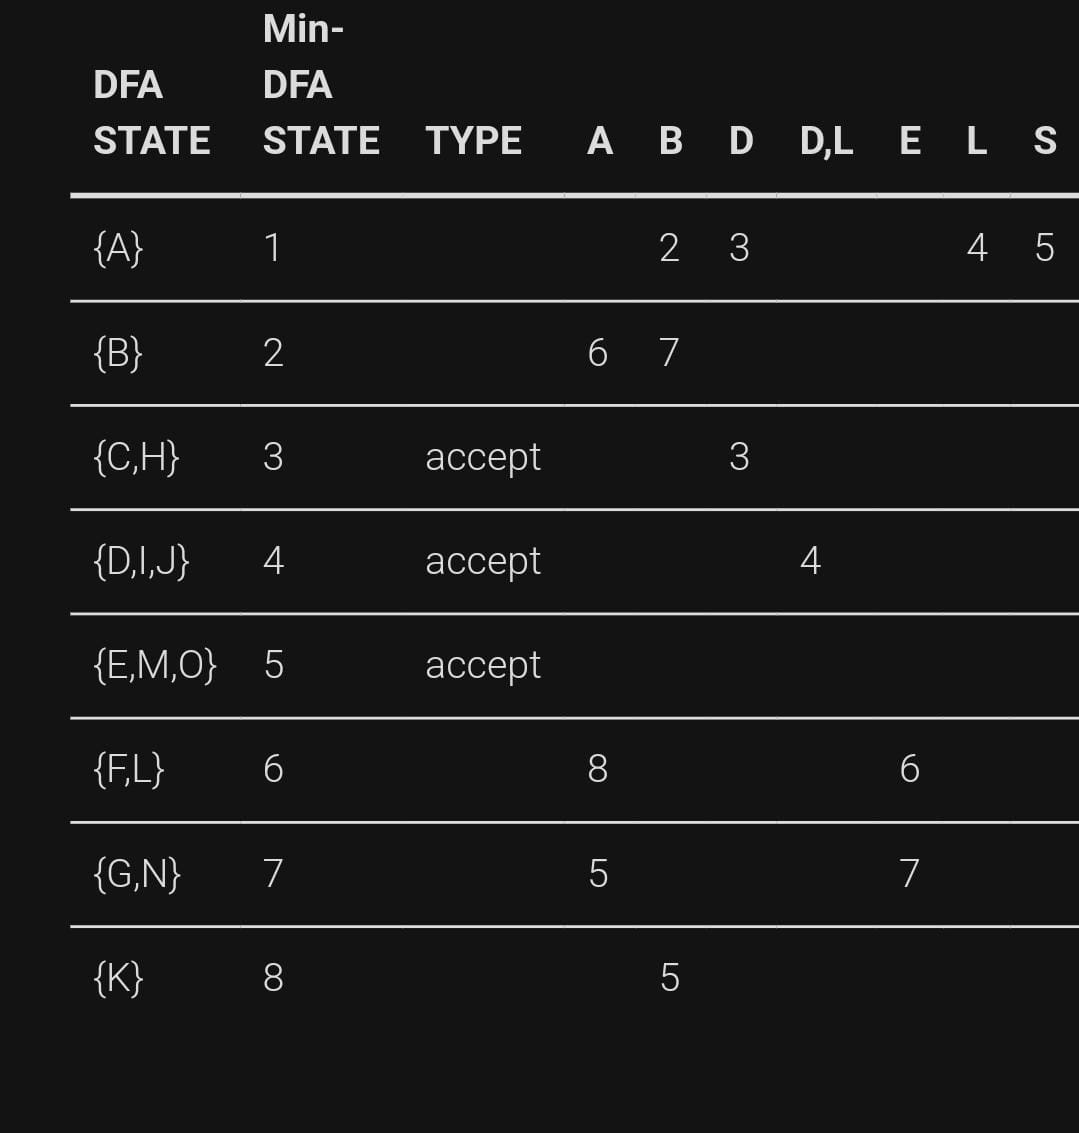 Min-
DFA DFA
STATE STATE TYPE A B D D,L E L S
{A} 1 2 3 4 5
{B} 2 6 7
{C,H} 3 accept 3
{D,I,J} 4 accept 4
{E,M,O} 5 accept
{F,L} 6 8 6
{G,N} 7 5 7
{K} 8 5